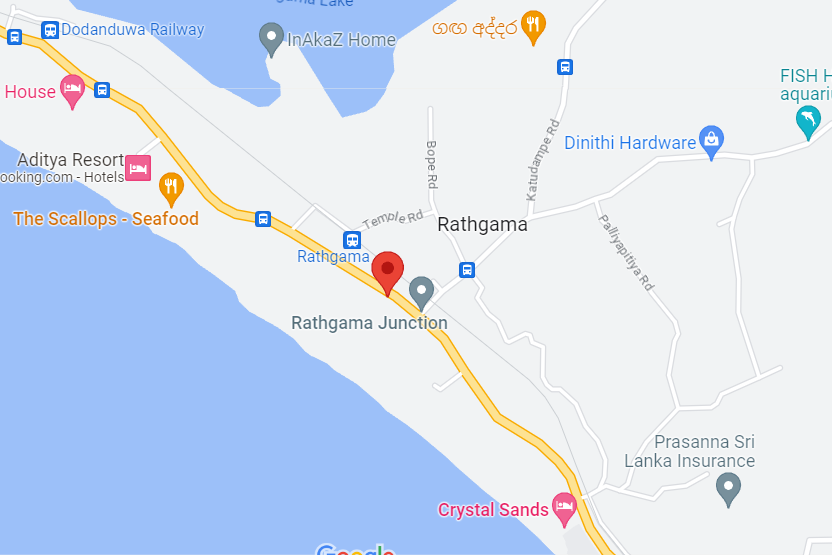 Lake
Dodanduwa Railway
InAkaZ Home
ගඟ අද්දර
FISH H
aquari
House
Dinithi Hardware
Bope Rd
Katudampe Rd
Aditya Resort
ooking.com - Hotels
The Scallops - Seafood
Temple Rd
Rathgama
Palliyapitiya Rd
Rathgama
Rathgama Junction
Prasanna Sri
Lanka Insurance
Crystal Sands
Google